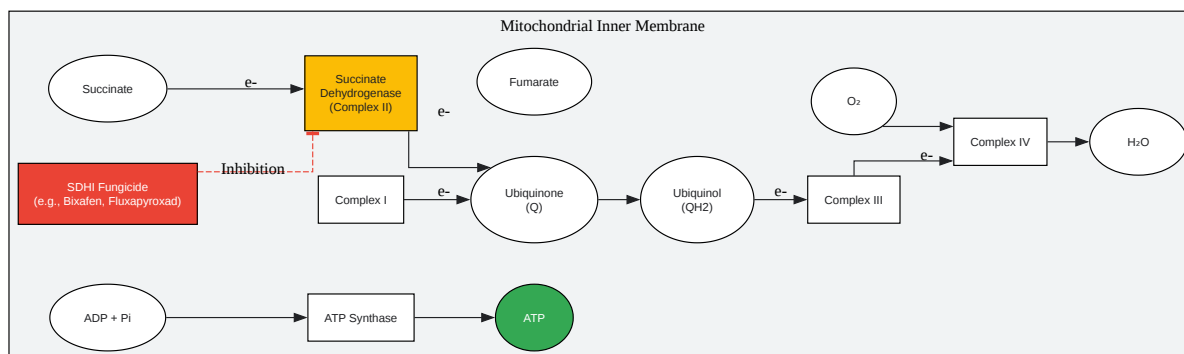 Mitochondrial Inner Membrane
Succinate
e-
Succinate
Dehydrogenase
(Complex II)
Fumarate
e-
O₂
e-
Complex IV
H₂O
SDHI Fungicide
(e.g., Bixafen, Fluxapyroxad)
Inhibition
Complex I
e-
Ubiquinone
(Q)
Ubiquinol
(QH2)
e-
Complex III
ADP + Pi
ATP Synthase
ATP